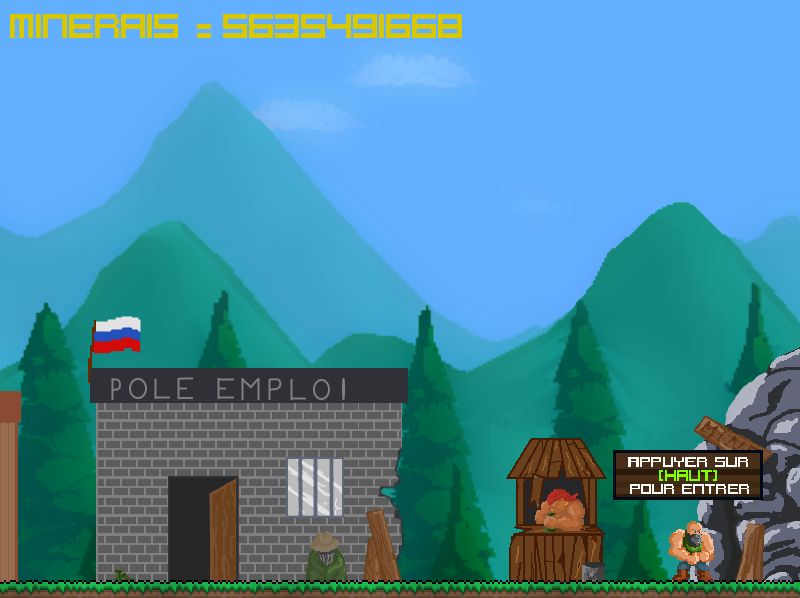 MINERAIS = 5635491668
POLE EMPLOI
APPUYER SUR
[HAUT]
POUR ENTRER